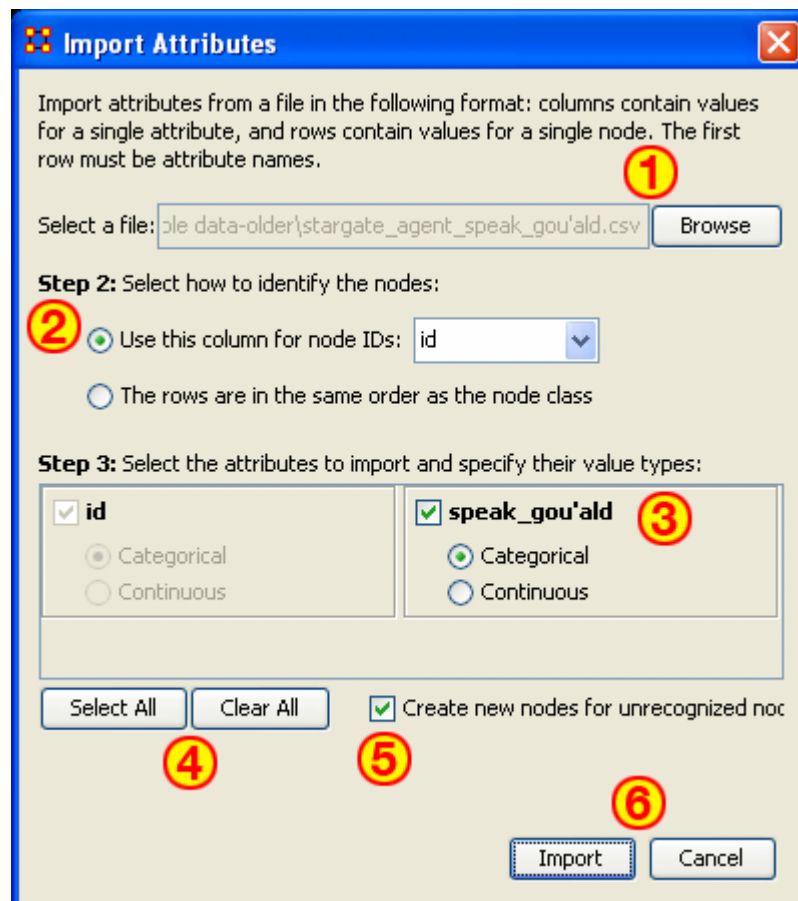 Import Attributes
Import attributes from a file in the following format: columns contain values
for a single attribute, and rows contain values for a single node. The first
row must be attribute names.
1
Select a file: ple data-older\stargate_agent_speak_gou'ald.csv Browse
Step 2: Select how to identify the nodes:
2
Use this column for node IDs: id
The rows are in the same order as the node class
Step 3: Select the attributes to import and specify their value types:
id speak_gou'ald 3
Categorical Categorical
Continuous Continuous
Select All Clear All Create new nodes for unrecognized noc
4 5
6
Import Cancel